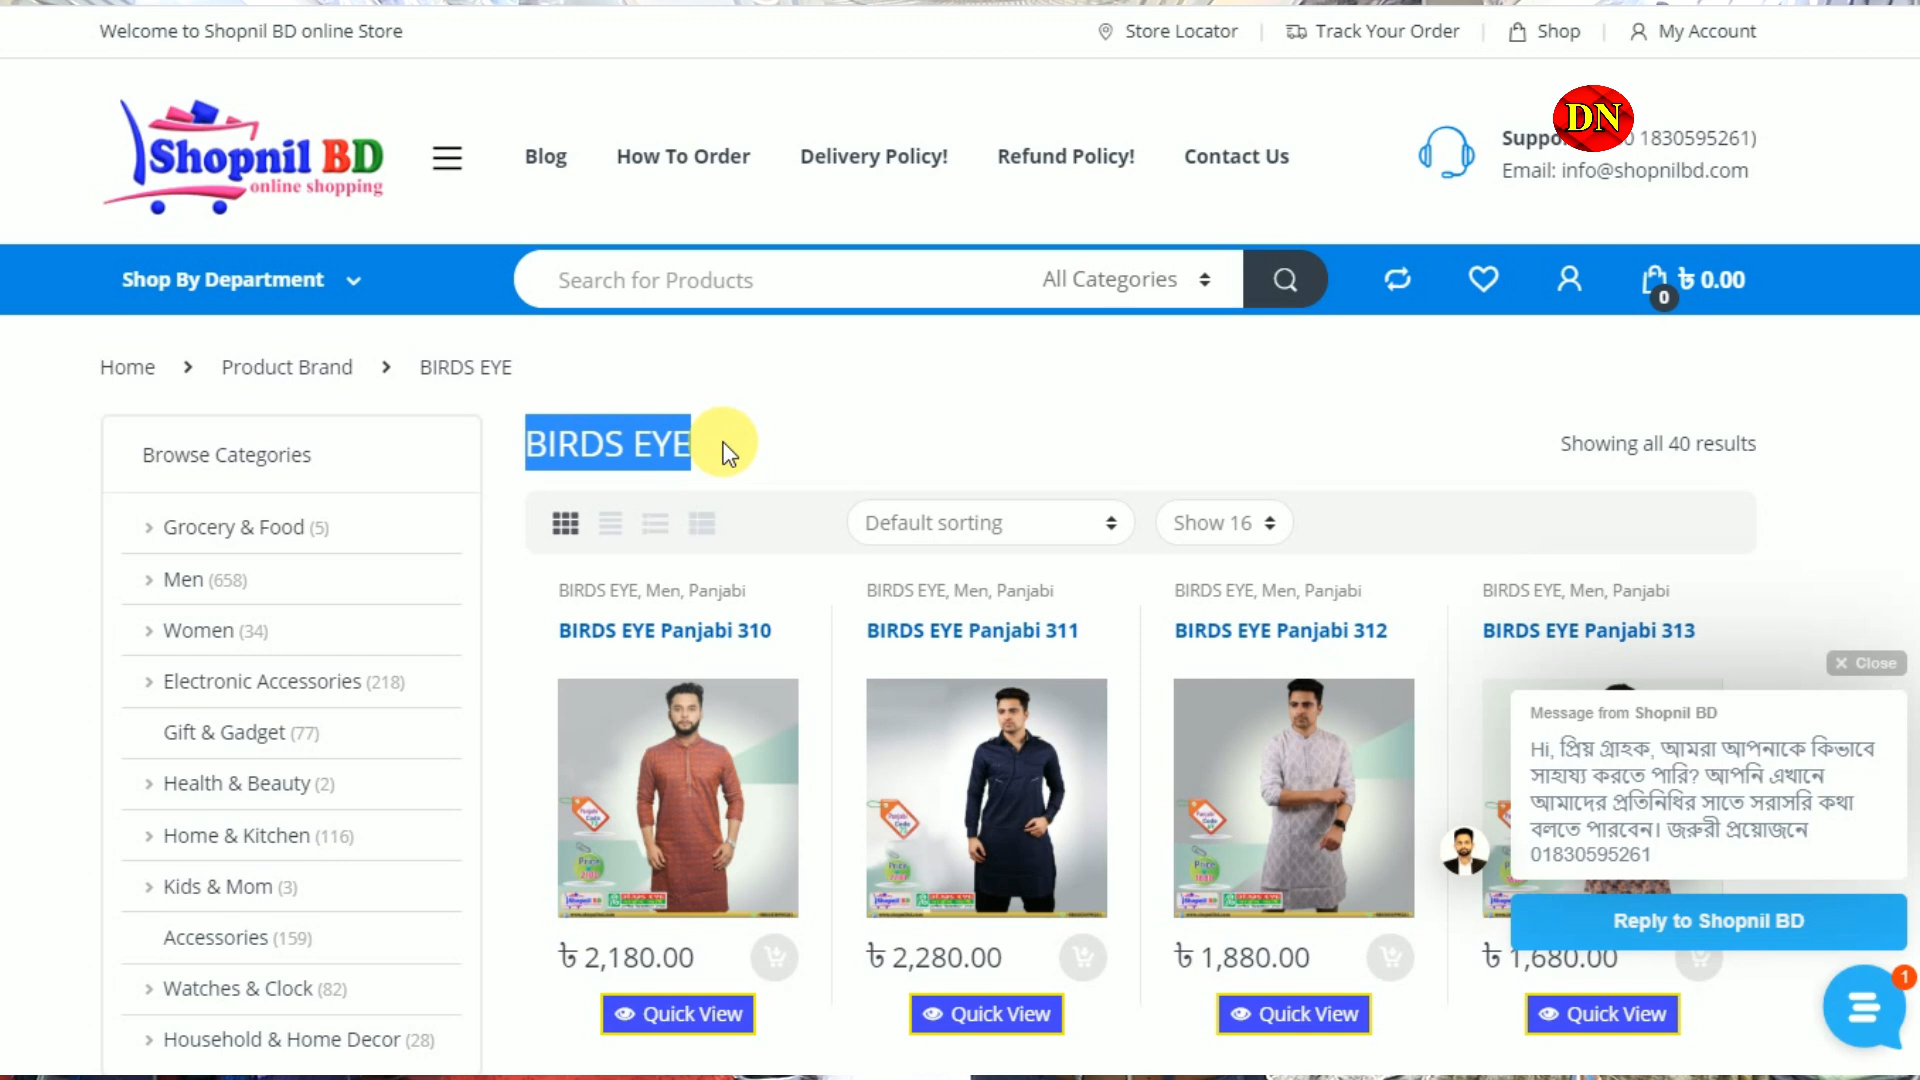 Welcome to Shopnil BD online Store
Store Locator
Track Your Order
Shop
My Account
Shopnil BD
online shopping
Blog
How To Order
Delivery Policy!
Refund Policy!
Contact Us
DN
1830595261)
Email: info@shopnilbd.com
Shop By Department
Search for Products
All Categories
0
৳ 0.00
Home > Product Brand > BIRDS EYE
Browse Categories
Grocery & Food (5)
Men (658)
Women (34)
Electronic Accessories (218)
Gift & Gadget (77)
Health & Beauty (2)
Home & Kitchen (116)
Kids & Mom (3)
Accessories (159)
Watches & Clock (82)
Household & Home Decor (28)
BIRDS EYE
Showing all 40 results
Default sorting
Show 16
BIRDS EYE, Men, Panjabi
BIRDS EYE Panjabi 310
৳ 2,180.00
Quick View
BIRDS EYE, Men, Panjabi
BIRDS EYE Panjabi 311
৳ 2,280.00
Quick View
BIRDS EYE, Men, Panjabi
BIRDS EYE Panjabi 312
৳ 1,880.00
Quick View
BIRDS EYE, Men, Panjabi
BIRDS EYE Panjabi 313
৳ 1,680.00
Quick View
Close
Message from Shopnil BD
Hi, প্রিয় গ্রাহক, আমরা আপনাকে কিভাবে
সাহায্য করতে পারি? আপনি এখানে
আমাদের প্রতিনিধির সাতে সরাসরি কথা
বলতে পারবেন। জরুরী প্রয়োজনে
01830595261
Reply to Shopnil BD
1